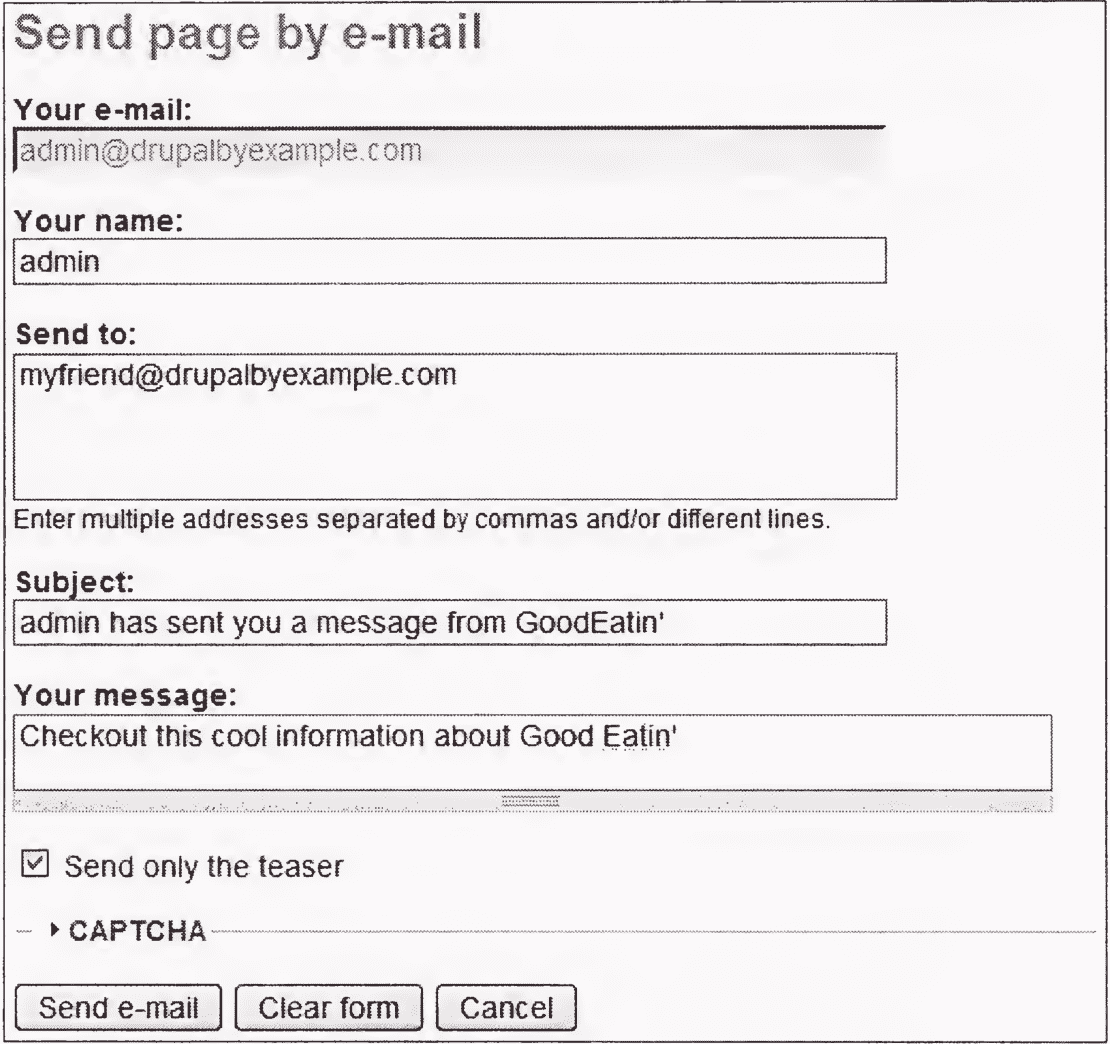 Send page by e-mail
Your e-mail:
admin@drupalbyexample.com
Your name:
admin
Send to:
myfriend@drupalbyexample.com
Enter multiple addresses separated by commas and/or different lines.
Subject:
admin has sent you a message from GoodEatin'
Your message:
Checkout this cool information about Good Eatin'
Send only the teaser
CAPTCHA
Send e-mail Clear form Cancel